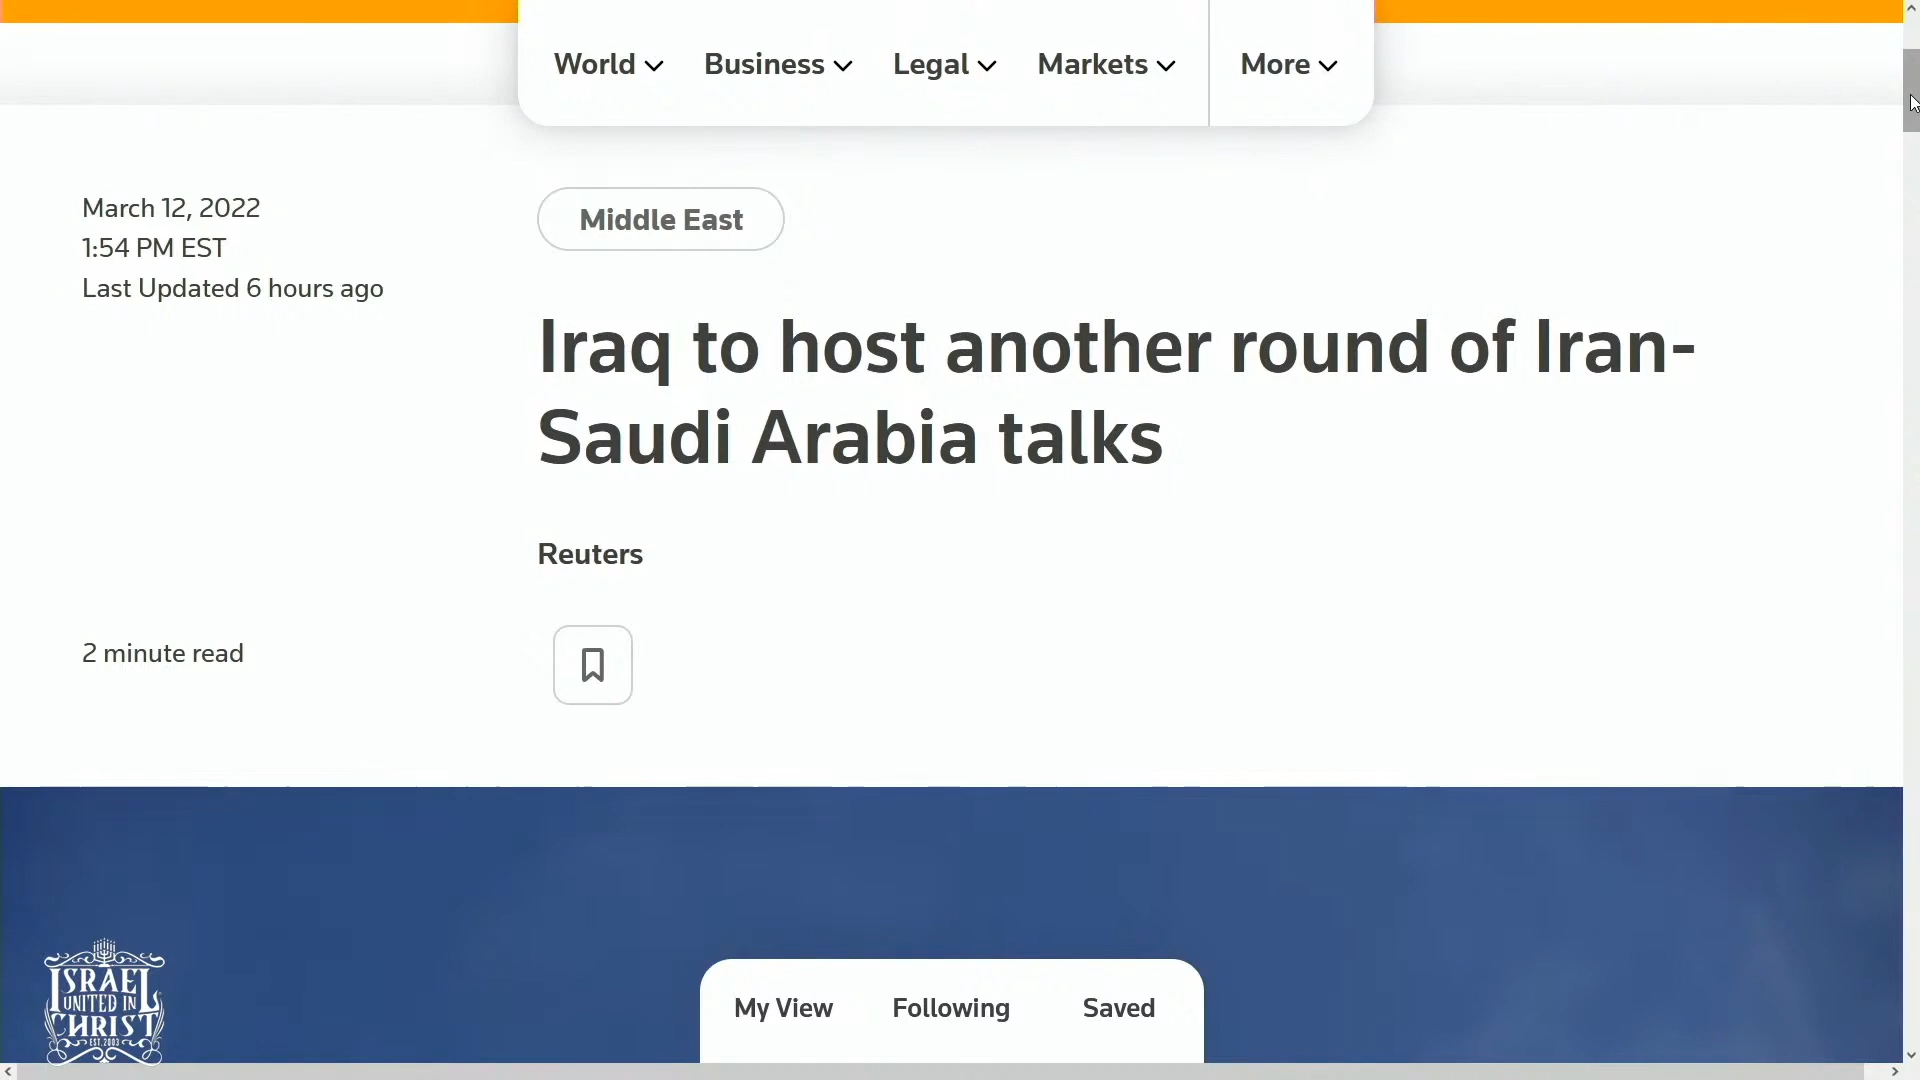 World Business Legal Markets More
March 12, 2022
1:54 PM EST
Last Updated 6 hours ago
Middle East
Iraq to host another round of Iran-
Saudi Arabia talks
Reuters
2 minute read
My View Following Saved
ISRAEL
UNITED IN
CHRIST
EST. 2003